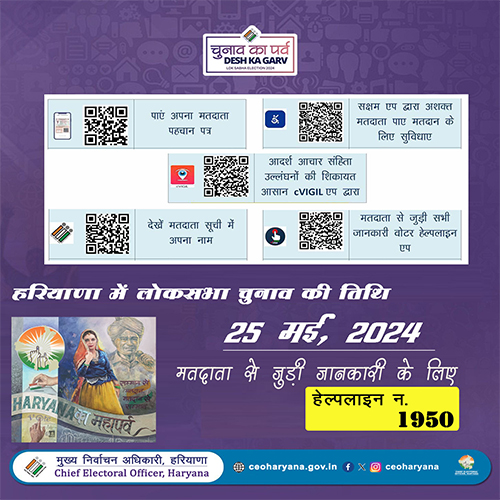 चुनाव का पर्व
DESH KA GARV
LOK SABHA ELECTION 2024
पाएं अपना मतदाता
पहचान पत्र
सक्षम एप द्वारा अशक्त
मतदाता पाए मतदान के
लिए सुविधाए
आदर्श आचार संहिता
उल्लंघनों की शिकायत
आसान cVIGIL एप द्वारा
देखें मतदाता सूची में
अपना नाम
मतदाता से जुड़ी सभी
जानकारी वोटर हेल्पलाइन
एप
हरियाणा में लोकसभा चुनाव की तिथि
25 मई, 2024
मतदाता से जुड़ी जानकारी के लिए
हेल्पलाइन न.
1950
HARYANA
महापर्व
मुख्य निर्वाचन अधिकारी, हरियाणा
Chief Electoral Officer, Haryana
ceoharyana.gov.in
ceoharyana